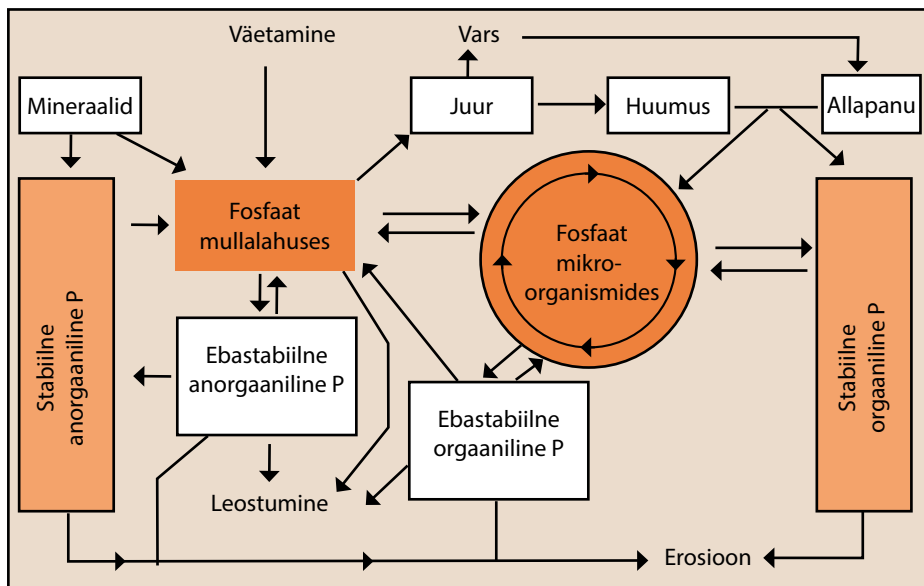 Väetamine
Vars
Mineraalid
Juur
Huumus
Allapanu
Fosfaat
mullalahuses
Fosfaat
mikro-
organismides
Stabiilne
anorgaaniline P
Ebastabiilne
anorgaaniline P
Ebastabiilne
orgaaniline P
Stabiilne
orgaaniline P
Leostumine
Erosioon